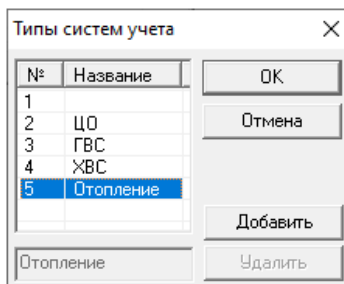 Типы систем учета
№ Название
1
2 ЦО
3 ГВС
4 ХВС
5 Отопление
Отопление
OK
Отмена
Добавить
Удалить